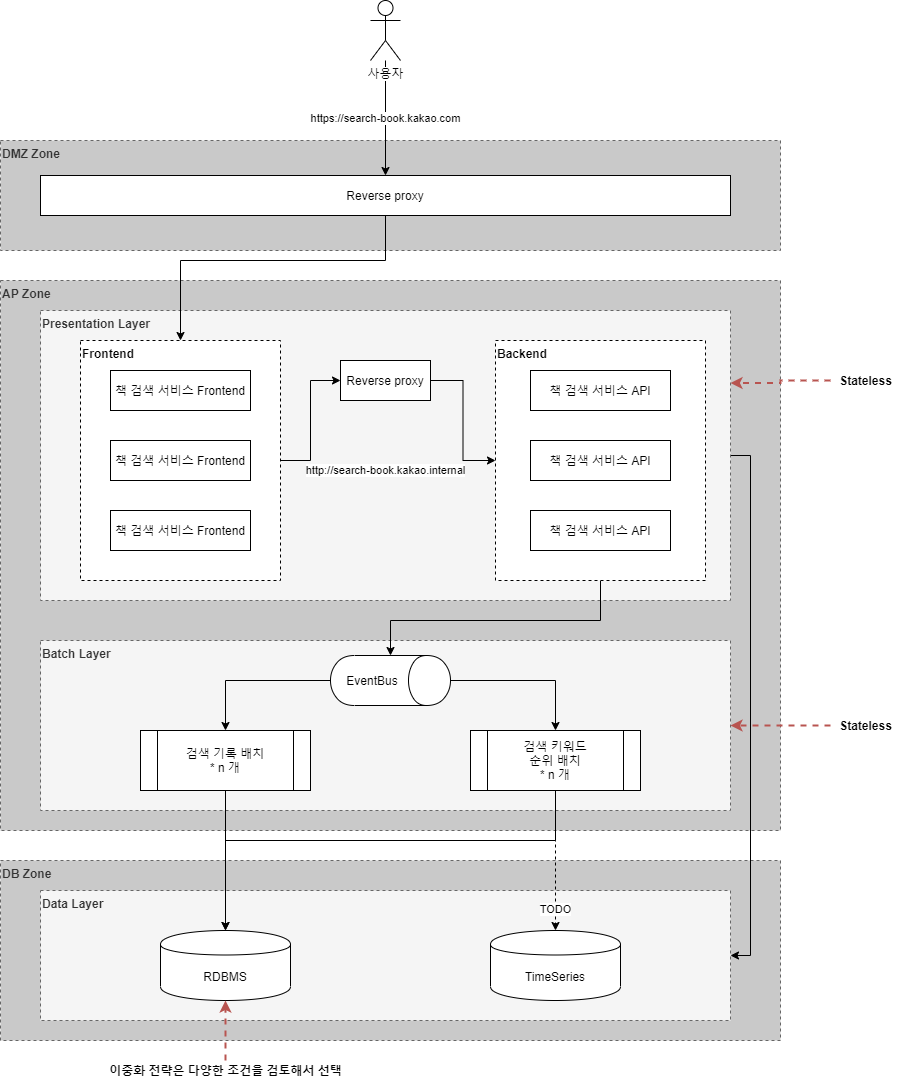 사용자
https://search-book.kakao.com
DMZ Zone
Reverse proxy
AP Zone
Presentation Layer
Frontend
책 검색 서비스 Frontend
책 검색 서비스 Frontend
책 검색 서비스 Frontend
Reverse proxy
http://search-book.kakao.internal
Backend
책 검색 서비스 API
책 검색 서비스 API
책 검색 서비스 API
Stateless
Batch Layer
EventBus
검색 기록 배치
* n 개
검색 키워드
순위 배치
* n 개
Stateless
DB Zone
Data Layer
TODO
RDBMS
TimeSeries
이중화 전략은 다양한 조건을 검토해서 선택